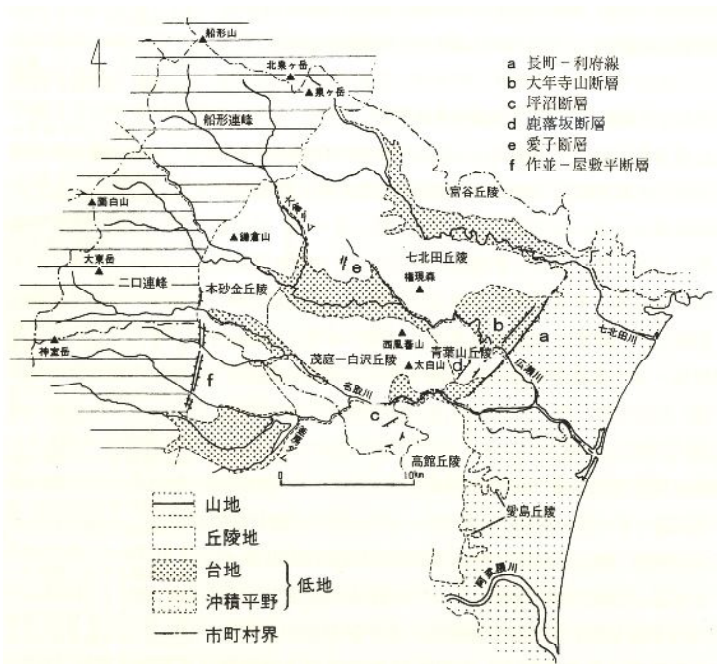 船形山
北泉ヶ岳
泉ヶ岳
船形連峰
a 長町－利府線
b 大年寺山断層
c 坪沼断層
d 鹿落坂断層
e 愛子断層
f 作並－屋敷平断層
富谷丘陵
面白山
鎌倉山
大倉ダム
大東岳
e
七北田丘陵
権現森
二口連峰
本砂金丘陵
七北田川
b
a
神室岳
西風蕃山
青葉山丘陵
広瀬川
f
茂庭－白沢丘陵
d
太白山
名取川
c
0
10km
高舘丘陵
愛島丘陵
阿武隈川
山地
丘陵地
台地
沖積平野
低地
市町村界